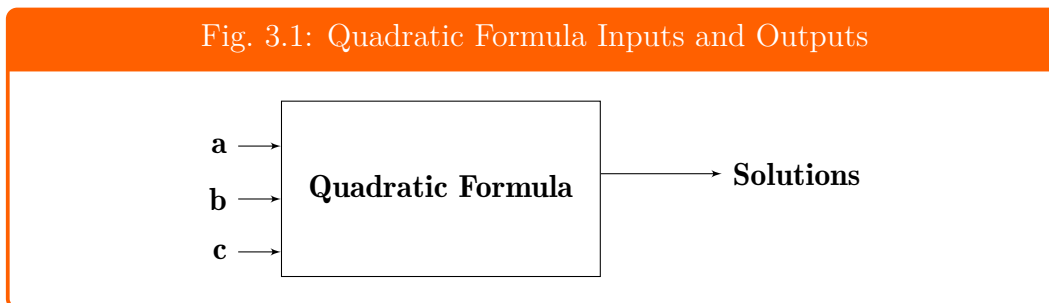 Fig. 3.1: Quadratic Formula Inputs and Outputs
a
b
c
Quadratic Formula
Solutions